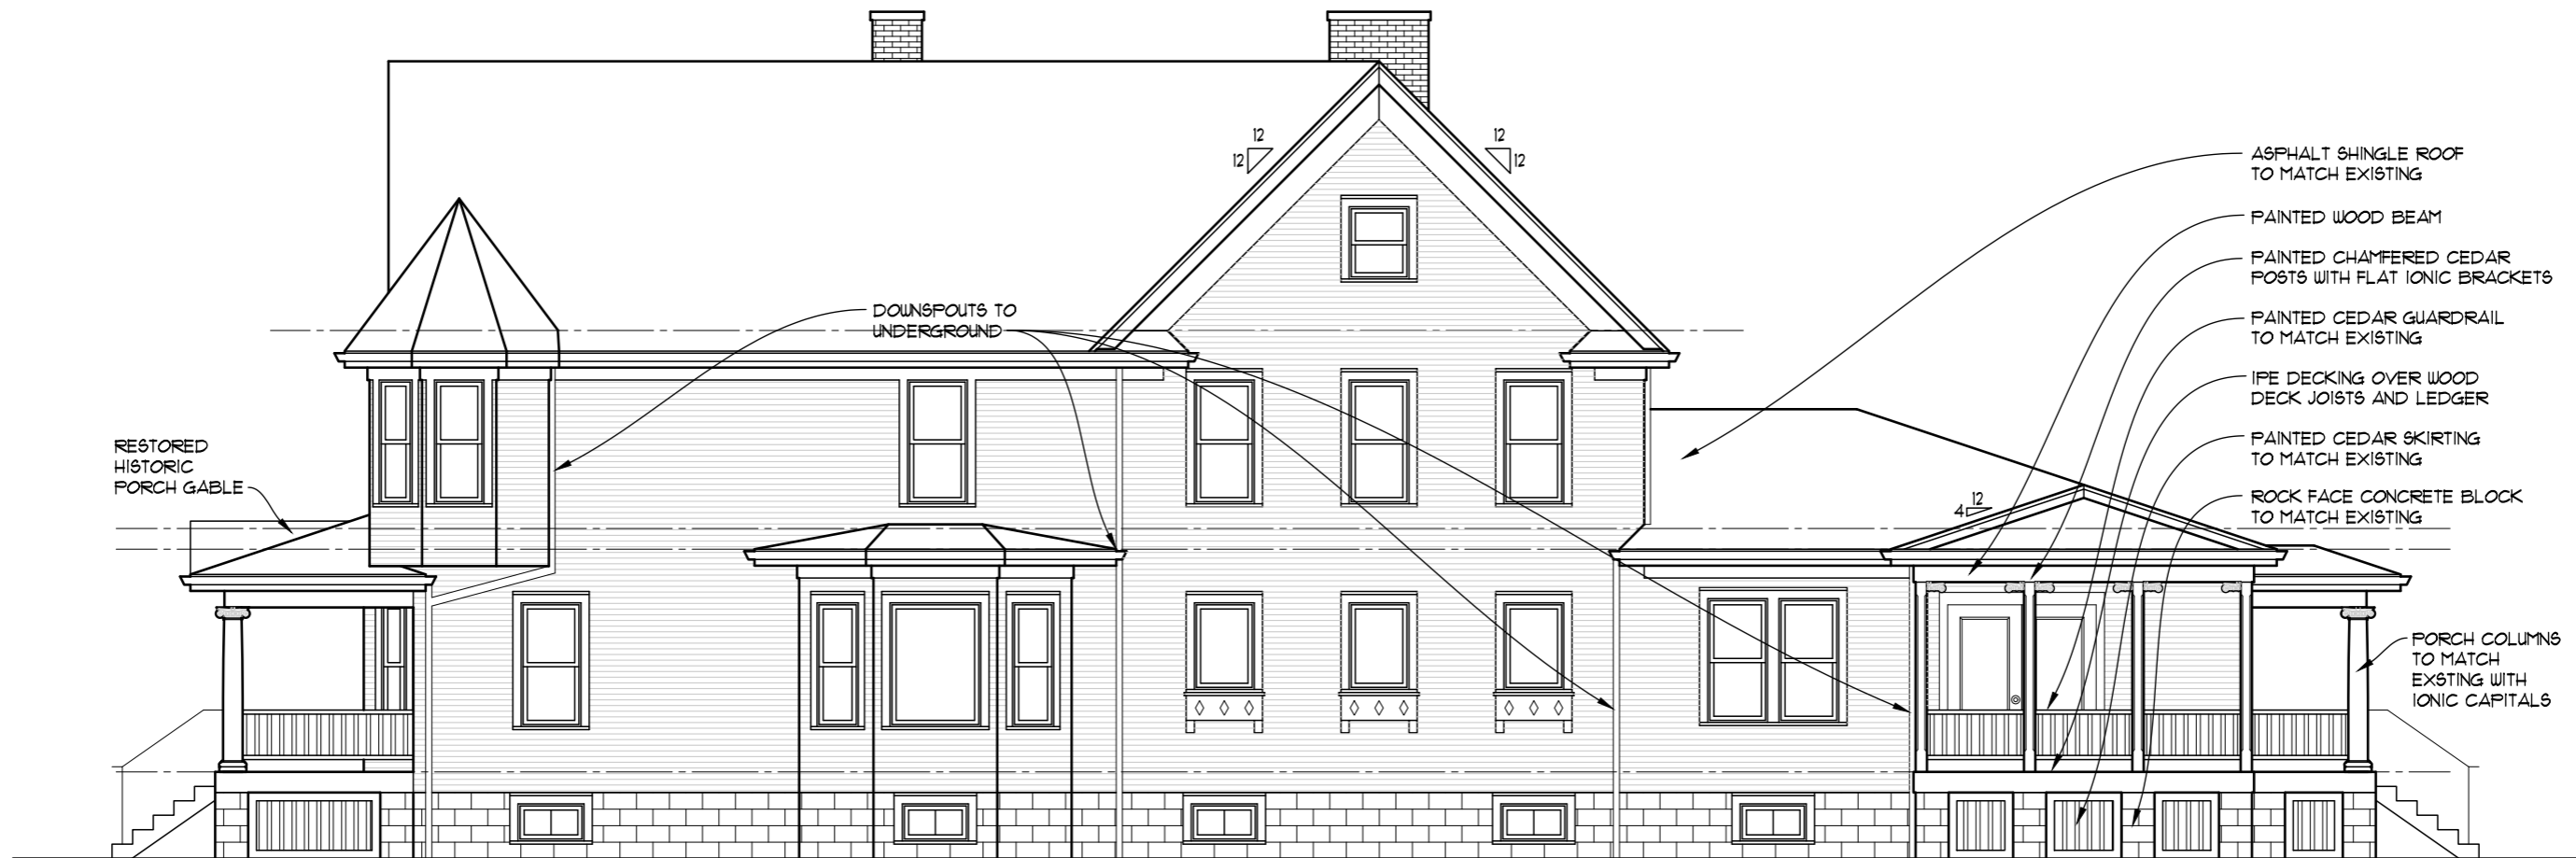 12
12
12
12
ASPHALT SHINGLE ROOF
TO MATCH EXISTING
PAINTED WOOD BEAM
PAINTED CHAMFERED CEDAR
POSTS WITH FLAT IONIC BRACKETS
DOWNSPOUTS TO
UNDERGROUND
PAINTED CEDAR GUARDRAIL
TO MATCH EXISTING
IPE DECKING OVER WOOD
DECK JOISTS AND LEDGER
RESTORED
HISTORIC
PORCH GABLE
PAINTED CEDAR SKIRTING
TO MATCH EXISTING
12
4
ROCK FACE CONCRETE BLOCK
TO MATCH EXISTING
PORCH COLUMNS
TO MATCH
EXSTING WITH
IONIC CAPITALS